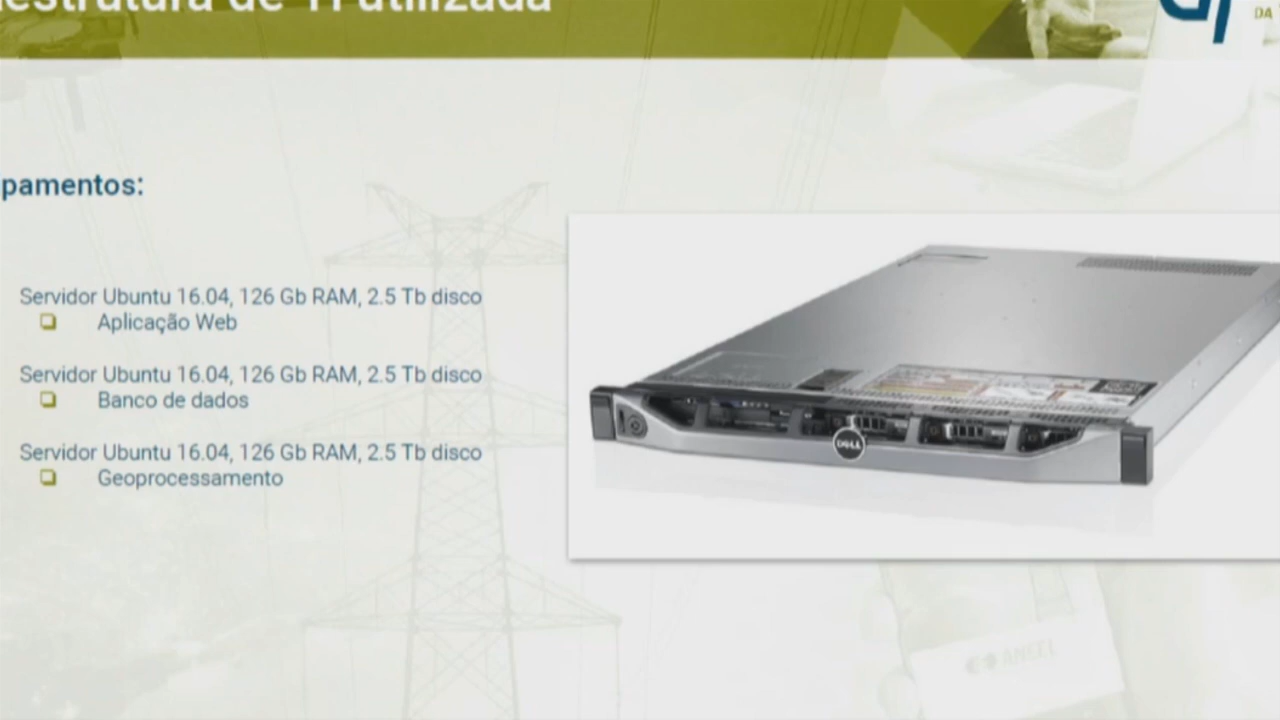 estrutura de TI utilizada
DA
pamentos:
Servidor Ubuntu 16.04, 126 Gb RAM, 2.5 Tb disco
Aplicação Web
Servidor Ubuntu 16.04, 126 Gb RAM, 2.5 Tb disco
Banco de dados
Servidor Ubuntu 16.04, 126 Gb RAM, 2.5 Tb disco
Geoprocessamento
DELL
ANEEL